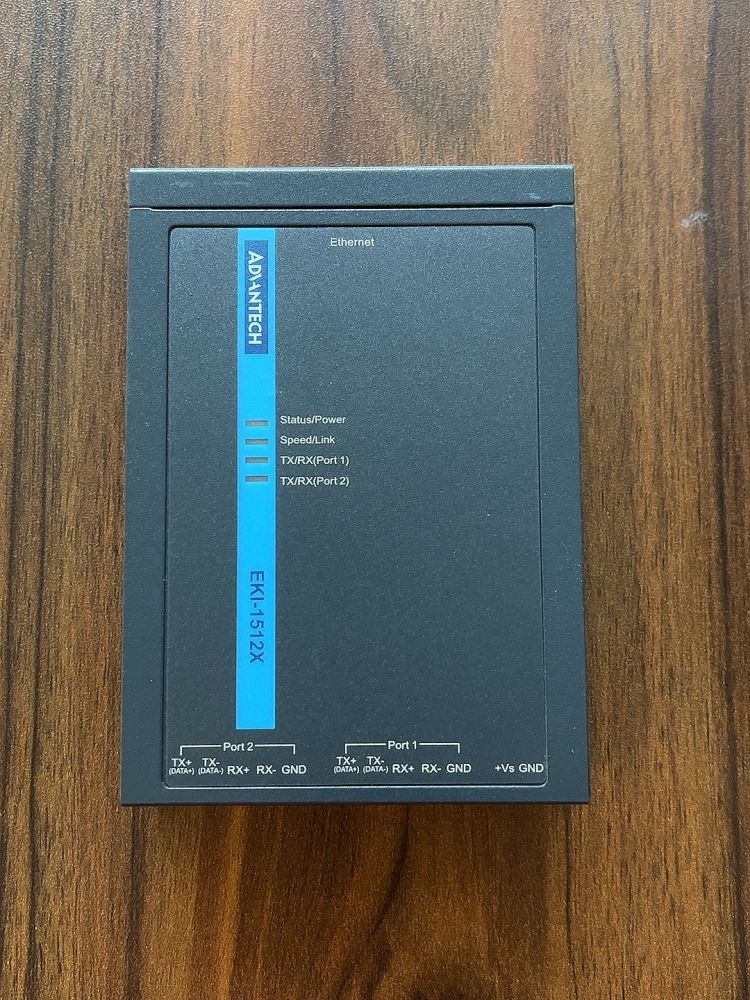 Ethernet
ADVANTECH
Status/Power
Speed/Link
TX/RX(Port 1)
TX/RX(Port 2)
EKI-1512X
Port 2
TX+ TX- RX+ RX- GND
(DATA+) (DATA-)
Port 1
TX+ TX- RX+ RX- GND
(DATA+) (DATA-)
+Vs GND